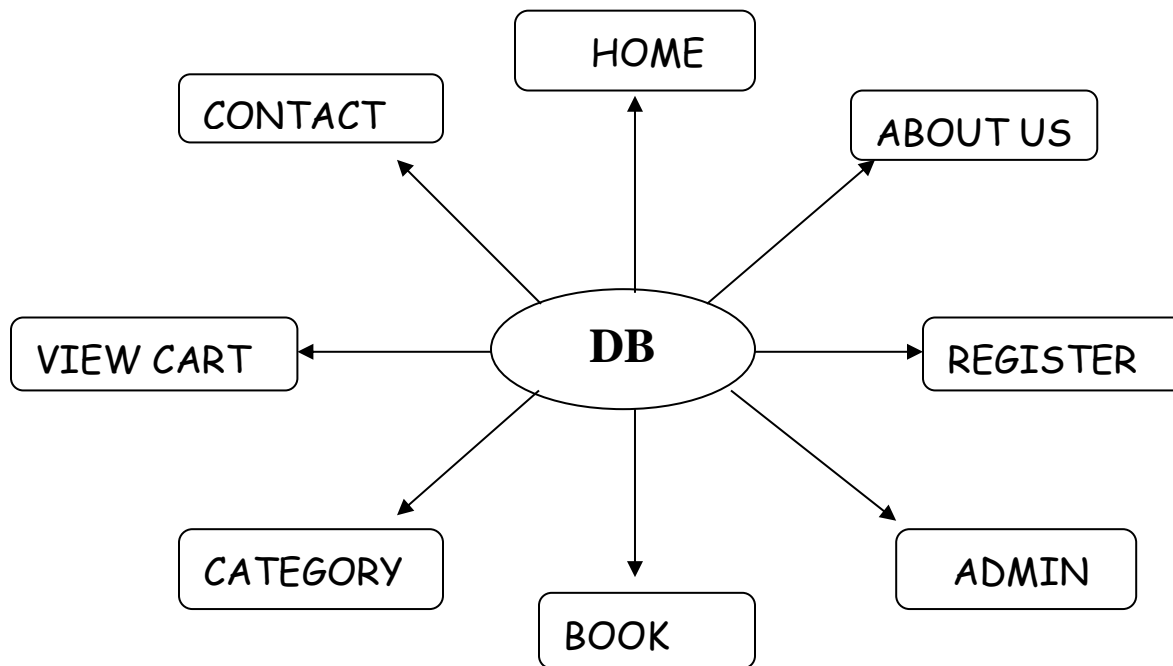 HOME
CONTACT
ABOUT US
DB
VIEW CART
REGISTER
CATEGORY
ADMIN
BOOK